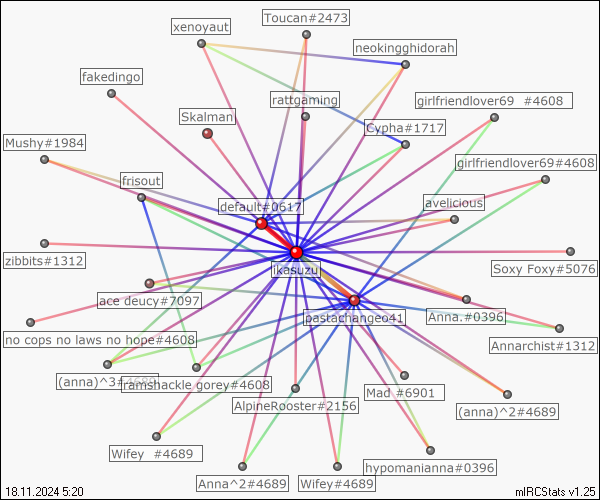 Toucan#2473
xenoyaut
neokingghidorah
fakedingo
rattgaming
girlfriendlover69 #4608
Skalman
Cypha#1717
Mushy#1984
girlfriendlover69#4608
frisout
default#0617
avelicious
zibbits#1312
ikasuzu
Soxy Foxy#5076
ace deucy#7097
pastachangeo41
Anna.#0396
no cops no laws no hope#4608
Annarchist#1312
(anna)^3#4689
ramshackle gorey#4608
Mad #6901
AlpineRooster#2156
(anna)^2#4689
Wifey #4689
hypomanianna#0396
Anna^2#4689
Wifey#4689
18.11.2024 5:20
mIRCStats v1.25